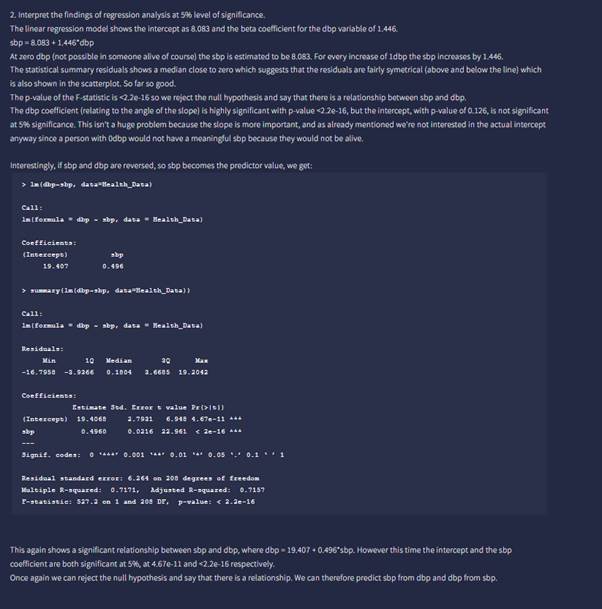 2. Interpret the findings of regression analysis at 5% level of significance.
The linear regression model shows the intercept as 8.083 and the beta coefficient for the dbp variable of 1.446.
sbp = 8.083 + 1.446*dbp
At zero dbp (not possible in someone alive of course) the sbp is estimated to be 8.083. For every increase of 1dbp the sbp increases by 1.446.
The statistical summary residuals shows a median close to zero which suggests that the residuals are fairly symetrical (above and below the line) which
is also shown in the scatterplot. So far so good.
The p-value of the F-statistic is <2.2e-16 so we reject the null hypothesis and say that there is a relationship between sbp and dbp.
The dbp coefficient (relating to the angle of the slope) is highly significant with p-value <2.2e-16, but the intercept, with p-value of 0.126, is not significant
at 5% significance. This isn't a huge problem because the slope is more important, and as already mentioned we're not interested in the actual intercept
anyway since a person with 0dbp would not have a meaningful sbp because they would not be alive.
Interestingly, if sbp and dbp are reversed, so sbp becomes the predictor value, we get:
> lm(dbp~sbp, data=Health_Data)
Call:
lm(formula = dbp ~ sbp, data = Health_Data)
Coefficients:
(Intercept) sbp
19.407 0.496
> summary(lm(dbp~sbp, data=Health_Data))
Call:
lm(formula = dbp ~ sbp, data = Health_Data)
Residuals:
Min 1Q Median 3Q Max
-16.7958 -3.9266 0.1804 3.6685 19.2042
Coefficients:
Estimate Std. Error t value Pr(>|t|)
(Intercept) 19.4068 2.7931 6.948 4.67e-11 ***
sbp 0.4960 0.0216 22.961 < 2e-16 ***
---
Signif. codes: 0 '***' 0.001 '**' 0.01 '*' 0.05 '.' 0.1 ' ' 1
Residual standard error: 6.264 on 208 degrees of freedom
Multiple R-squared: 0.7171, Adjusted R-squared: 0.7157
F-statistic: 527.2 on 1 and 208 DF, p-value: < 2.2e-16
This again shows a significant relationship between sbp and dbp, where dbp = 19.407 + 0.496*sbp. However this time the intercept and the sbp
coefficient are both significant at 5%, at 4.67e-11 and <2.2e-16 respectively.
Once again we can reject the null hypothesis and say that there is a relationship. We can therefore predict sbp from dbp and dbp from sbp.